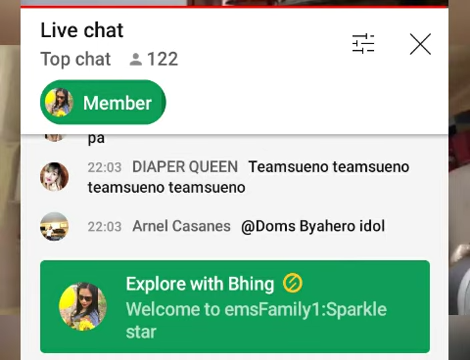 Live chat
Top chat 122
Member
pa
22:03 DIAPER QUEEN Teamsueno teamsueno
teamsueno teamsueno
22:03 Arnel Casanes @Doms Byahero idol
Explore with Bhing
Welcome to emsFamily1:Sparkle
star